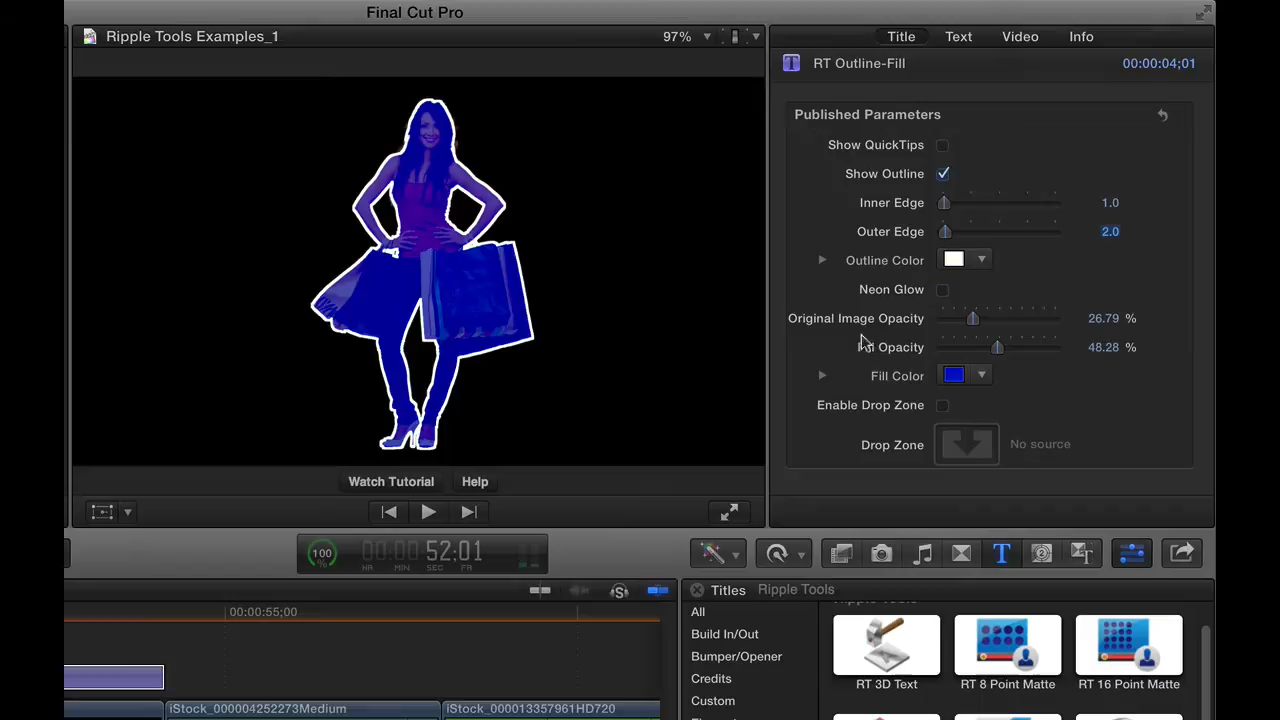 Final Cut Pro
Ripple Tools Examples_1
97%
Title Text Video Info
RT Outline-Fill
00:00:04;01
Published Parameters
Show QuickTips
Show Outline
Inner Edge 1.0
Outer Edge 2.0
Outline Color
Neon Glow
Original Image Opacity 26.79 %
Opacity 48.28 %
Fill Color
Enable Drop Zone
Drop Zone No source
Watch Tutorial Help
100
%
00:00 52:01
HR MIN SEC FR
00:00:55;00
iStock_000004252273Medium
iStock_000013357961HD720
Titles Ripple Tools
All
Build In/Out
Bumper/Opener
Credits
Custom
Ripple Tools
RT 3D Text
RT 8 Point Matte
RT 16 Point Matte